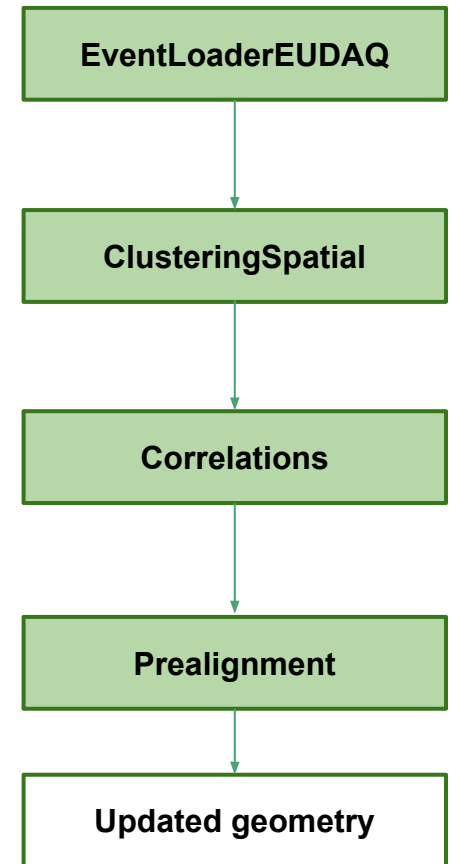 EventLoaderEUDAQ
ClusteringSpatial
Correlations
Prealignment
Updated geometry